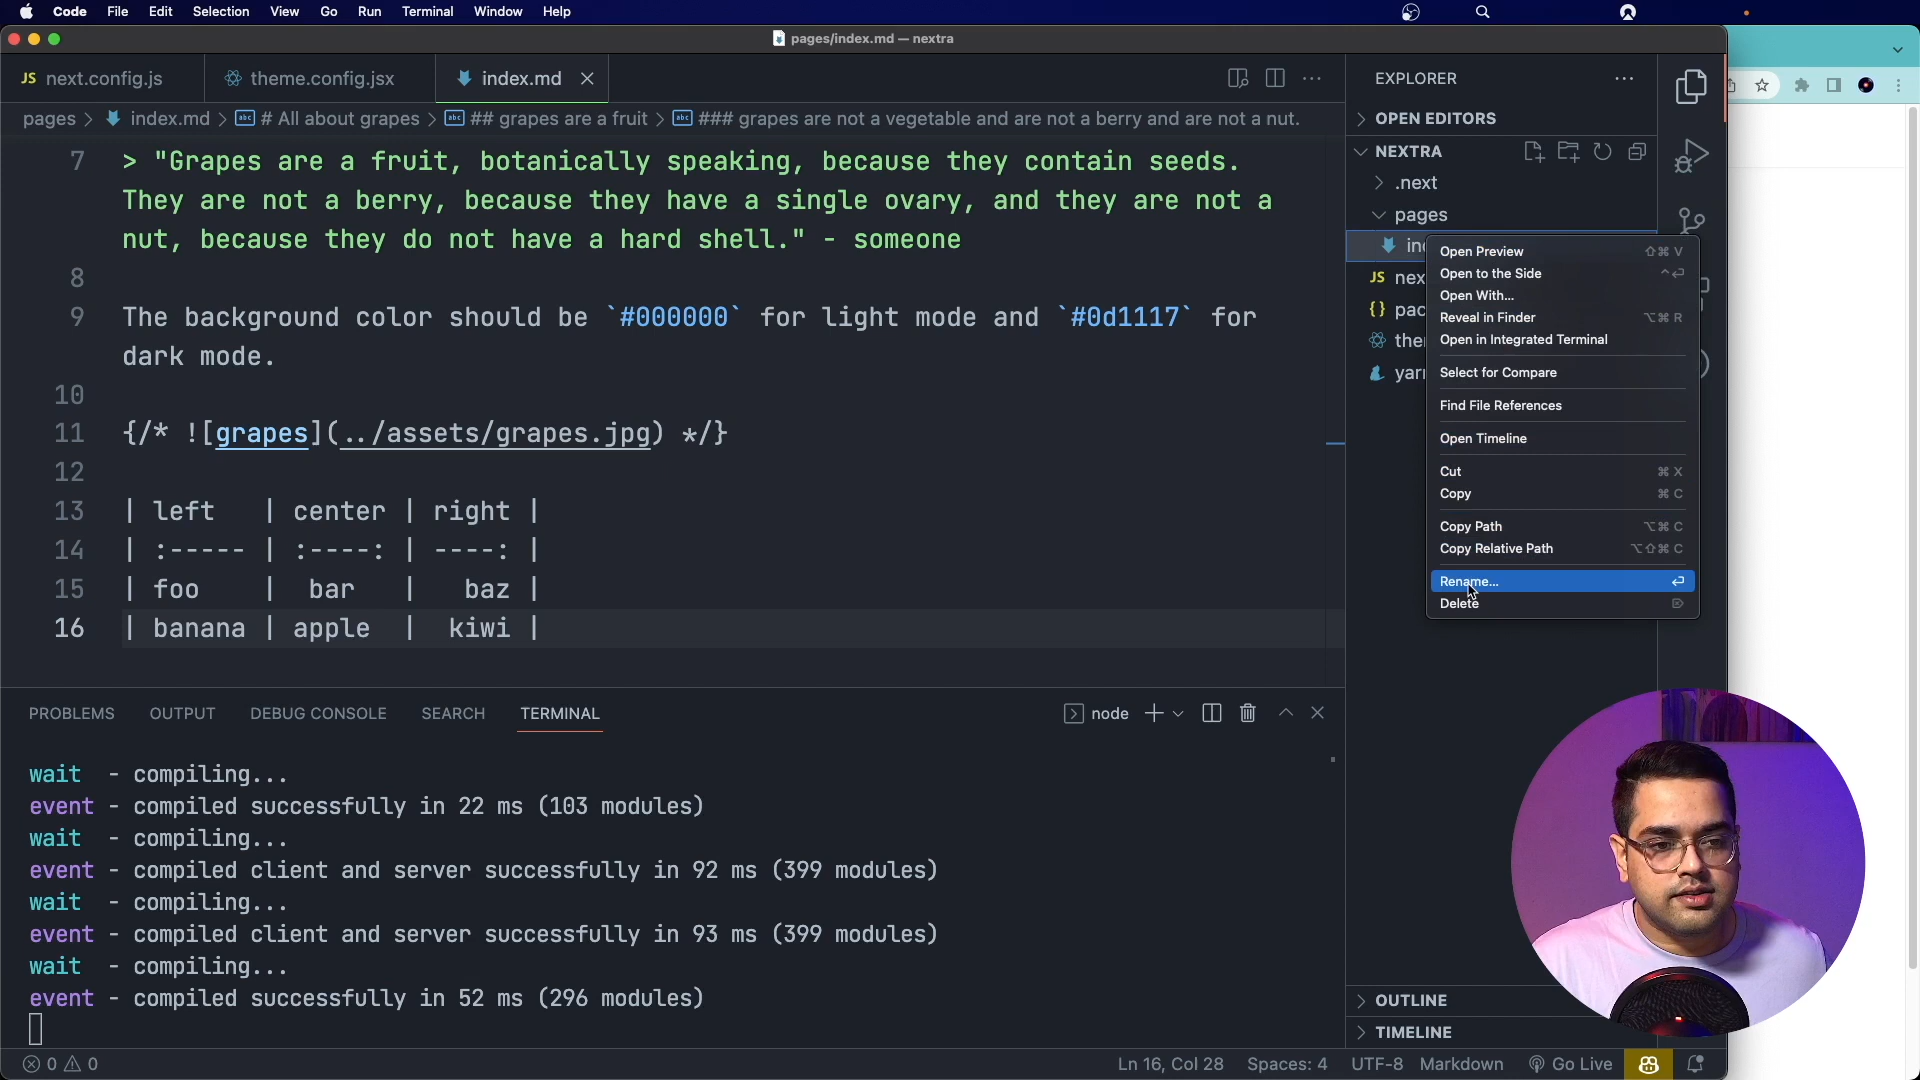 Code File Edit Selection View Go Run Terminal Window Help
pages/index.md — nextra
JS next.config.js theme.config.jsx index.md
pages > index.md > # All about grapes > ## grapes are a fruit > ### grapes are not a vegetable and are not a berry and are not a nut.
7 > "Grapes are a fruit, botanically speaking, because they contain seeds.
They are not a berry, because they have a single ovary, and they are not a
nut, because they do not have a hard shell." - someone
8
9 The background color should be `#000000` for light mode and `#0d1117` for
dark mode.
10
11 {/* ![grapes](../assets/grapes.jpg) */}
12
13 | left | center | right |
14 | :----- | :----: | ----: |
15 | foo | bar | baz |
16 | banana | apple | kiwi |
EXPLORER
OPEN EDITORS
NEXTRA
.next
pages
Open Preview ⇧⌘ V
Open to the Side ^⏎
Open With...
Reveal in Finder ⌥⌘ R
Open in Integrated Terminal
Select for Compare
Find File References
Open Timeline
Cut ⌘ X
Copy ⌘ C
Copy Path ⌥⌘ C
Copy Relative Path ⌥⇧⌘ C
Rename... ⏎
Delete
JS
{}
PROBLEMS OUTPUT DEBUG CONSOLE SEARCH TERMINAL node
wait - compiling...
event - compiled successfully in 22 ms (103 modules)
wait - compiling...
event - compiled client and server successfully in 92 ms (399 modules)
wait - compiling...
event - compiled client and server successfully in 93 ms (399 modules)
wait - compiling...
event - compiled successfully in 52 ms (296 modules)
OUTLINE
TIMELINE
0 0 Ln 16, Col 28 Spaces: 4 UTF-8 Markdown Go Live